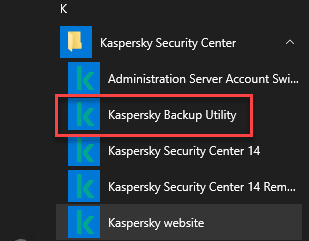 K
Kaspersky Security Center
Administration Server Account Swi...
Kaspersky Backup Utility
Kaspersky Security Center 14
Kaspersky Security Center 14 Rem...
Kaspersky website